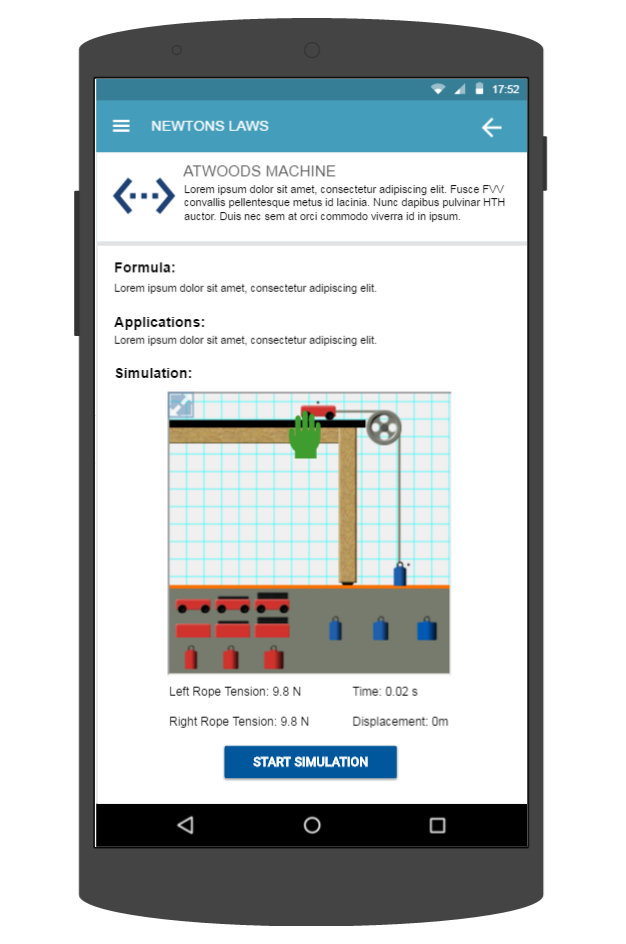 17:52
NEWTONS LAWS
ATWOODS MACHINE
Lorem ipsum dolor sit amet, consectetur adipiscing elit. Fusce FVV
convallis pellentesque metus id lacinia. Nunc dapibus pulvinar HTH
auctor. Duis nec sem at orci commodo viverra id in ipsum.
Formula:
Lorem ipsum dolor sit amet, consectetur adipiscing elit.
Applications:
Lorem ipsum dolor sit amet, consectetur adipiscing elit.
Simulation:
Left Rope Tension: 9.8 N
Time: 0.02 s
Right Rope Tension: 9.8 N
Displacement: 0m
START SIMULATION